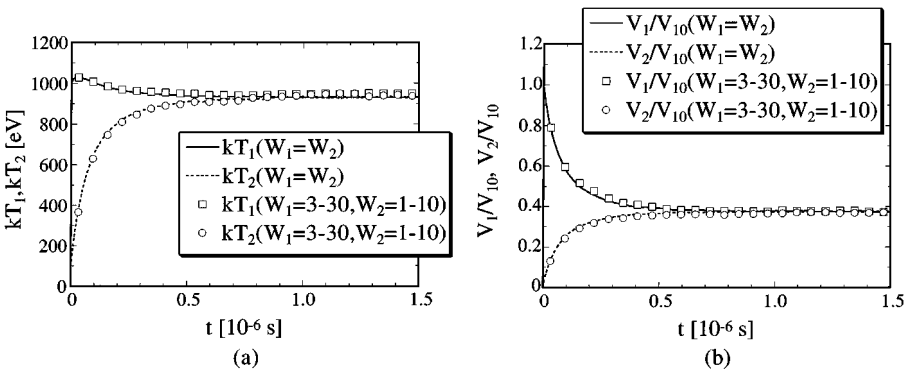 1200
1000
800
600
400
200
0
kT₁,kT₂ [eV]
kT₁(W₁=W₂)
kT₂(W₁=W₂)
kT₁(W₁=3-30,W₂=1-10)
kT₂(W₁=3-30,W₂=1-10)
0 0.5 1.0 1.5
t [10⁻⁶ s]
(a)
V₁/V₁₀(W₁=W₂)
V₂/V₁₀(W₁=W₂)
V₁/V₁₀(W₁=3-30,W₂=1-10)
V₂/V₁₀(W₁=3-30,W₂=1-10)
1.2
1.0
0.8
0.6
0.4
0.2
0.0
V₁/V₁₀, V₂/V₁₀
0 0.5 1.0 1.5
t [10⁻⁶ s]
(b)